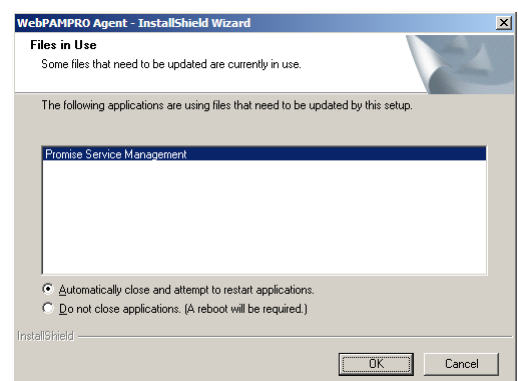 WebPAMPRO Agent - InstallShield Wizard
Files in Use
Some files that need to be updated are currently in use.
The following applications are using files that need to be updated by this setup.
Promise Service Management
Automatically close and attempt to restart applications.
Do not close applications. (A reboot will be required.)
InstallShield
OK Cancel